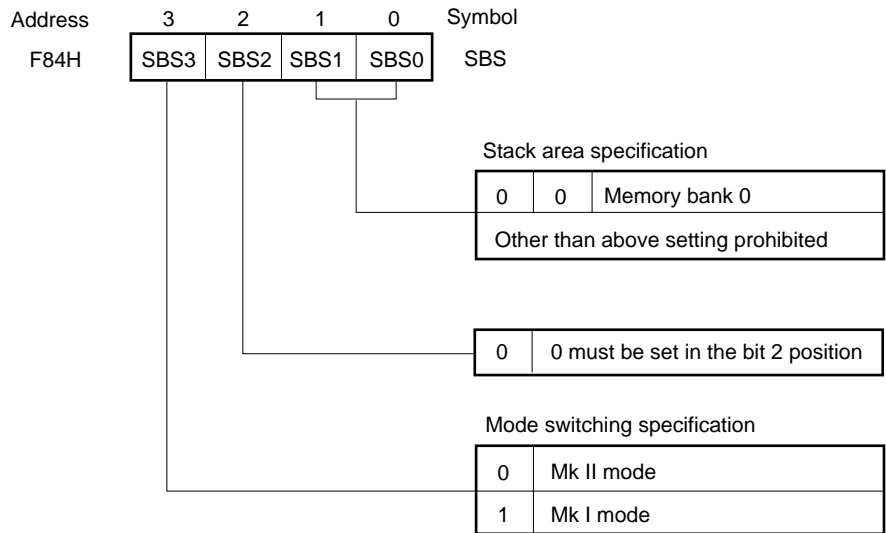 Address 3 2 1 0 Symbol
F84H SBS3 SBS2 SBS1 SBS0 SBS
Stack area specification
0 0 Memory bank 0
Other than above setting prohibited
0 0 must be set in the bit 2 position
Mode switching specification
0 Mk II mode
1 Mk I mode